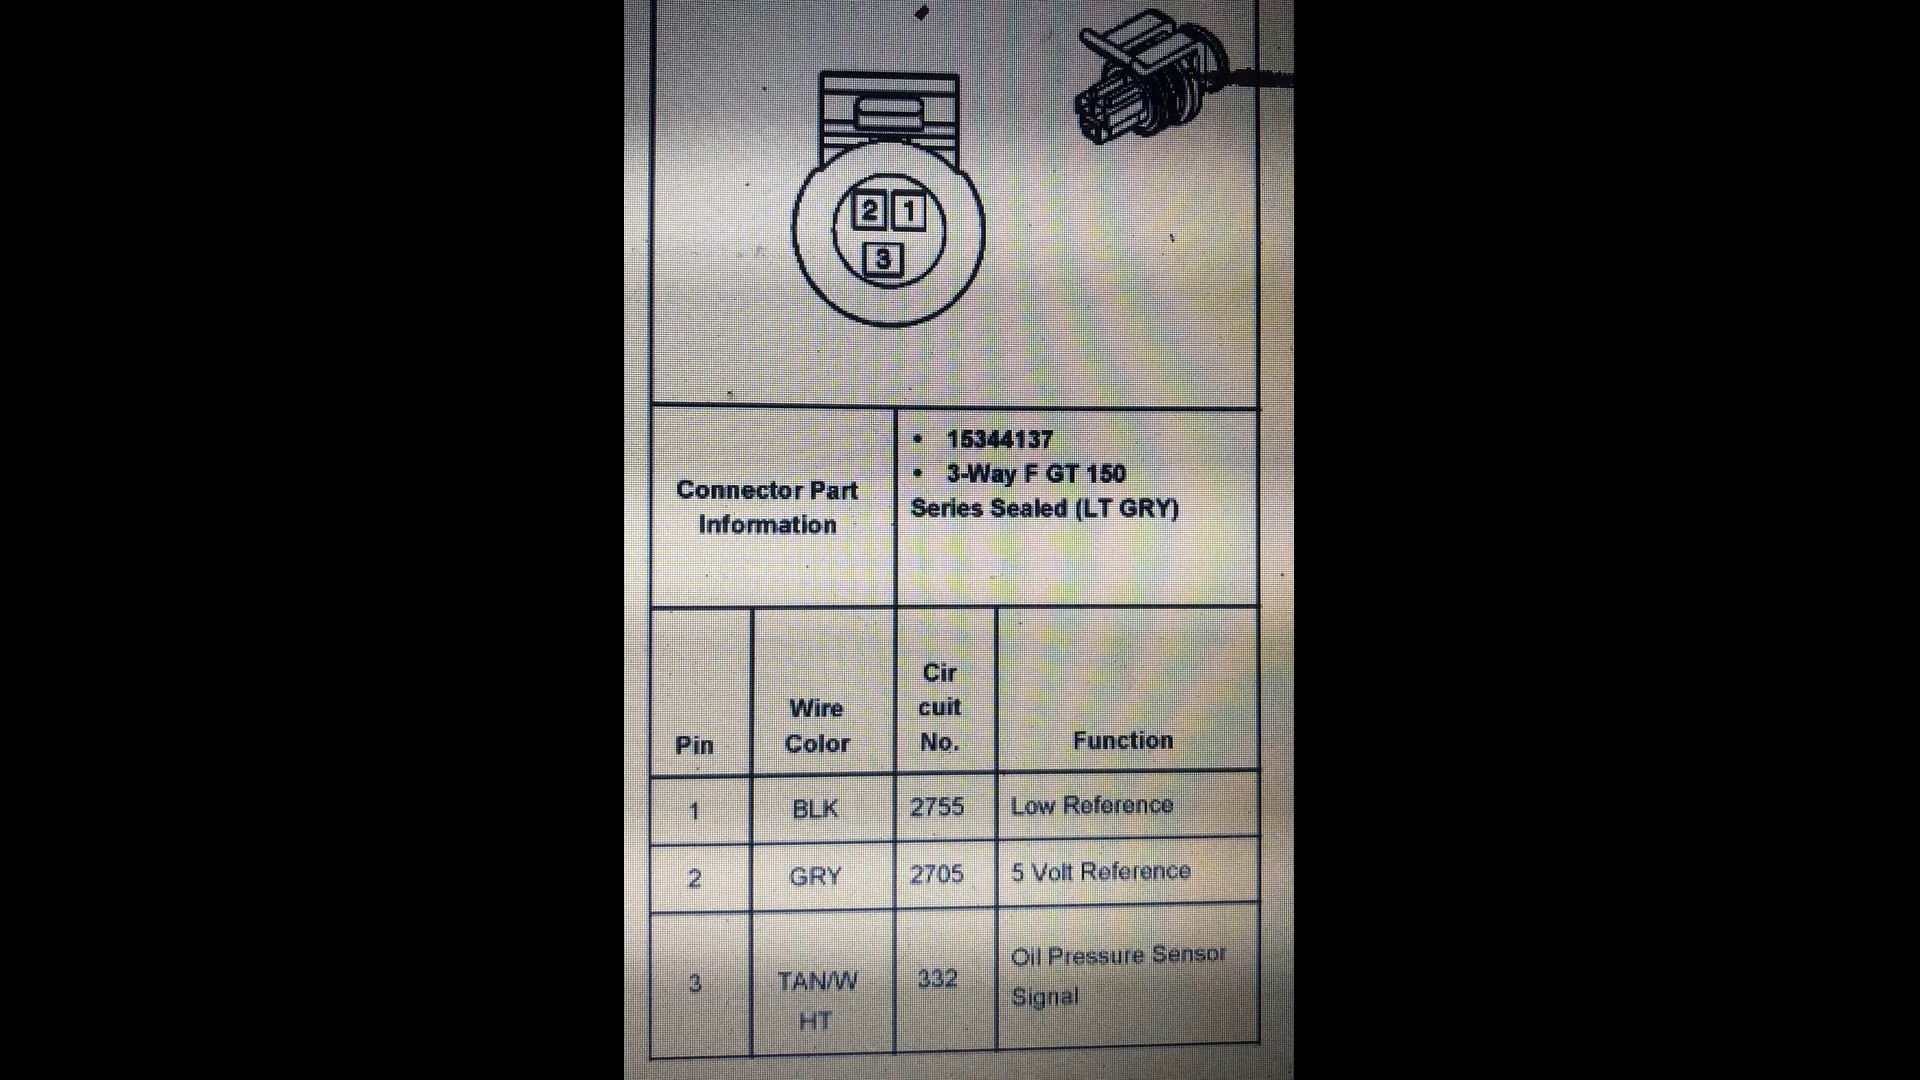 2 1
3
Connector Part
Information
• 15344137
• 3-Way F GT 150
Series Sealed (LT GRY)
Pin
Wire
Color
Cir
cuit
No.
Function
1 BLK 2755 Low Reference
2 GRY 2705 5 Volt Reference
3 TAN/W
HT
332
Oil Pressure Sensor
Signal